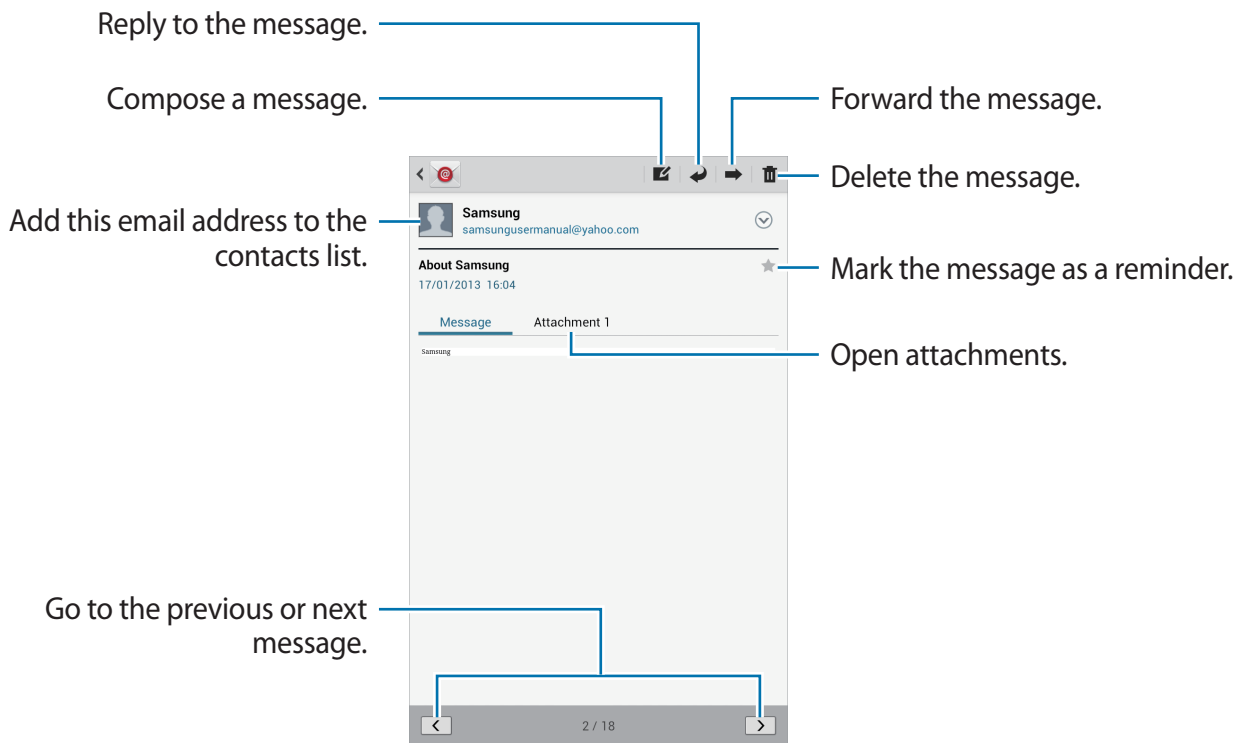 Reply to the message.
Compose a message.
Forward the message.
Delete the message.
Samsung
samsungusermanual@yahoo.com
Add this email address to the
contacts list.
About Samsung
17/01/2013 16:04
Mark the message as a reminder.
Message
Attachment 1
Samsung
Open attachments.
Go to the previous or next
message.
2 / 18